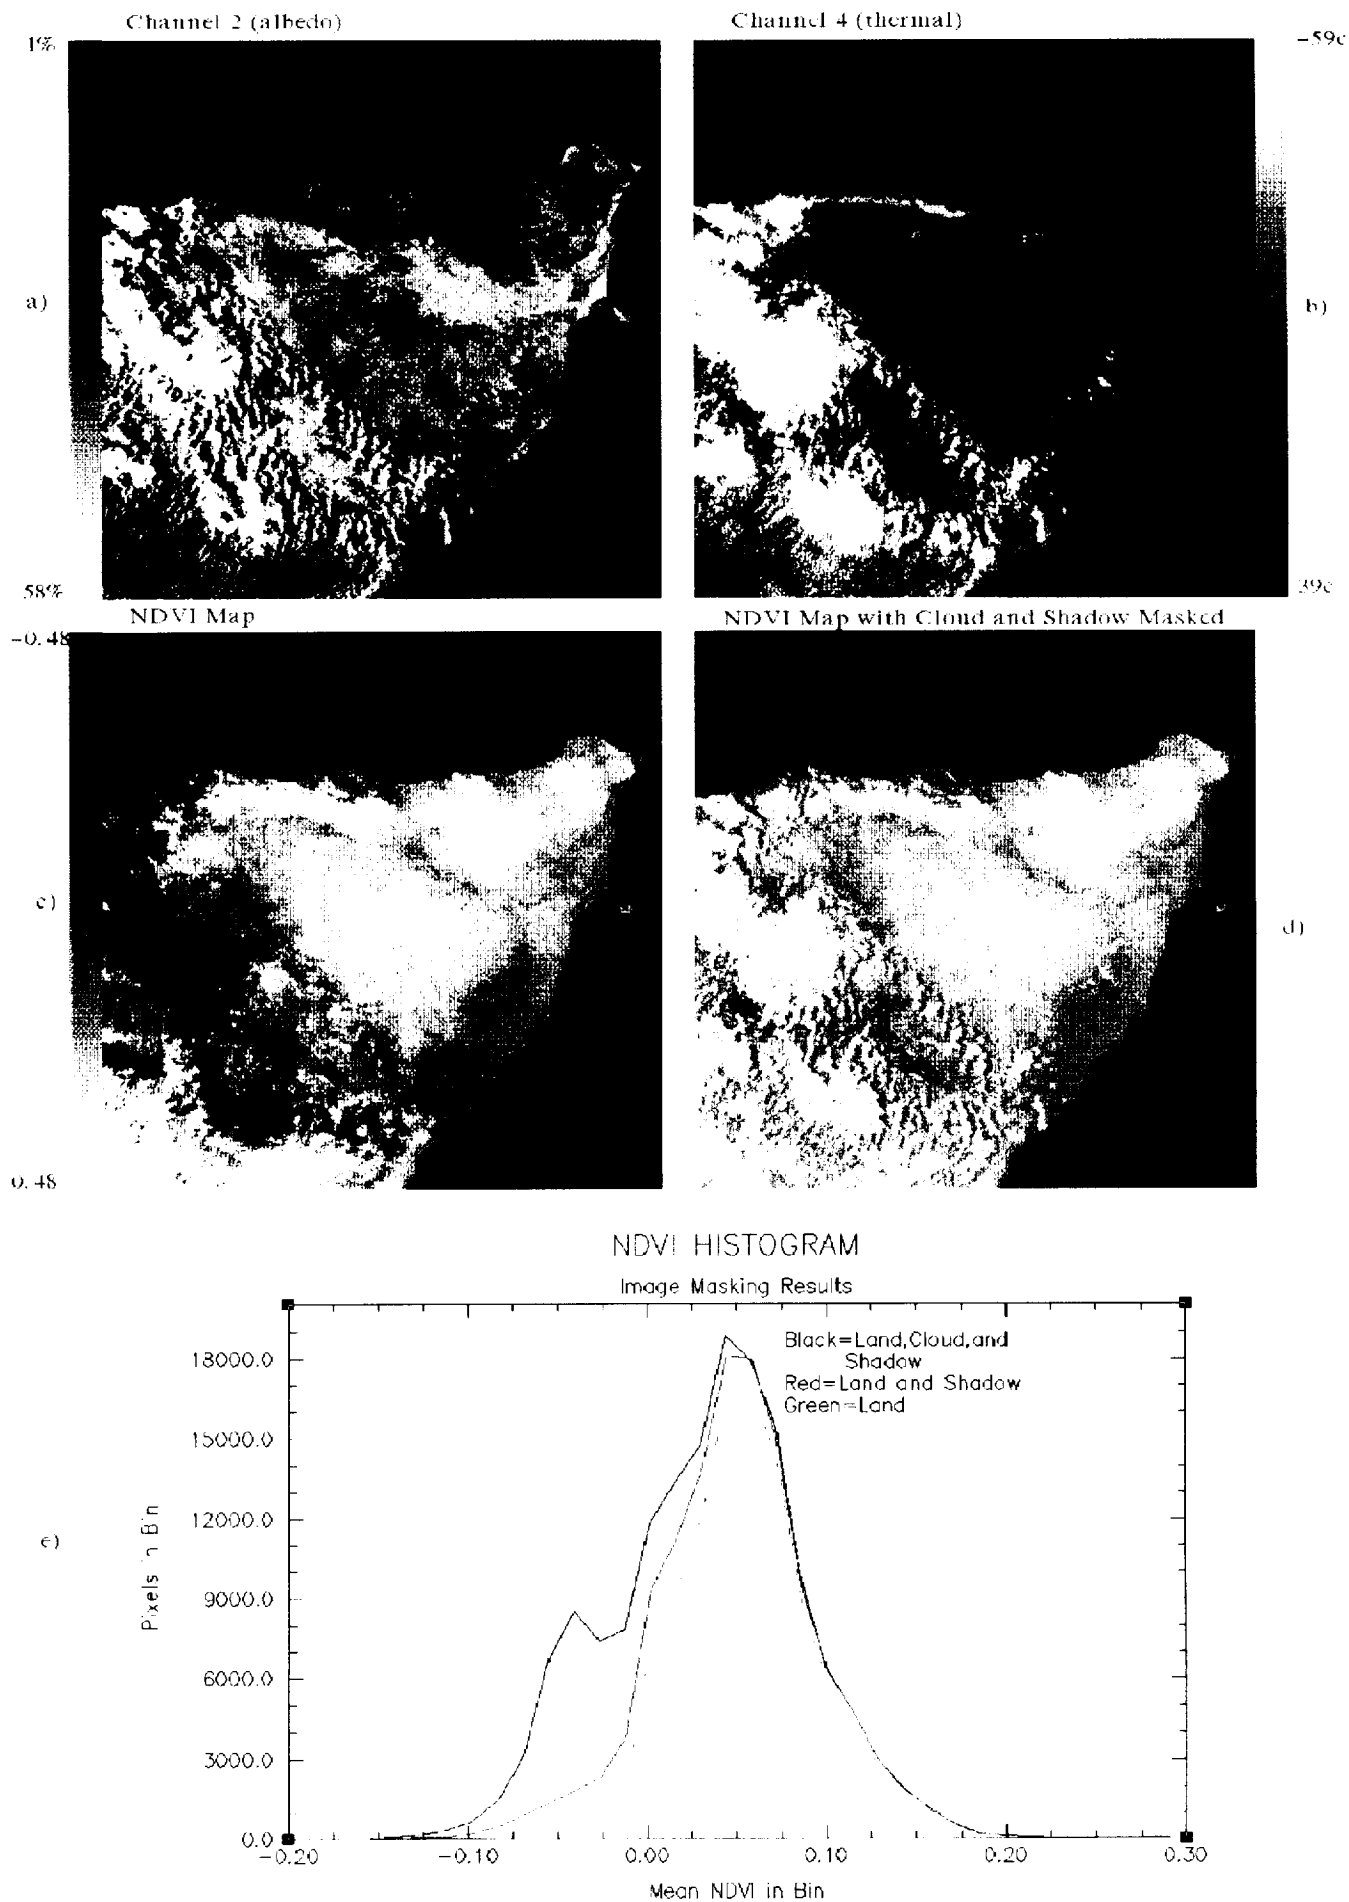 Channel 2 (albedo)
Channel 4 (thermal)
1%
-59c
a)
b)
58%
39c
NDVI Map
NDVI Map with Cloud and Shadow Masked
-0.48
c)
d)
0.48
NDVI HISTOGRAM
Image Masking Results
Black=Land,Cloud,and
Shadow
Red=Land and Shadow
Green=Land
18000.0
15000.0
12000.0
9000.0
6000.0
3000.0
0.0
e)
Pixels in Bin
-0.20
-0.10
0.00
0.10
0.20
0.30
Mean NDVI in Bin